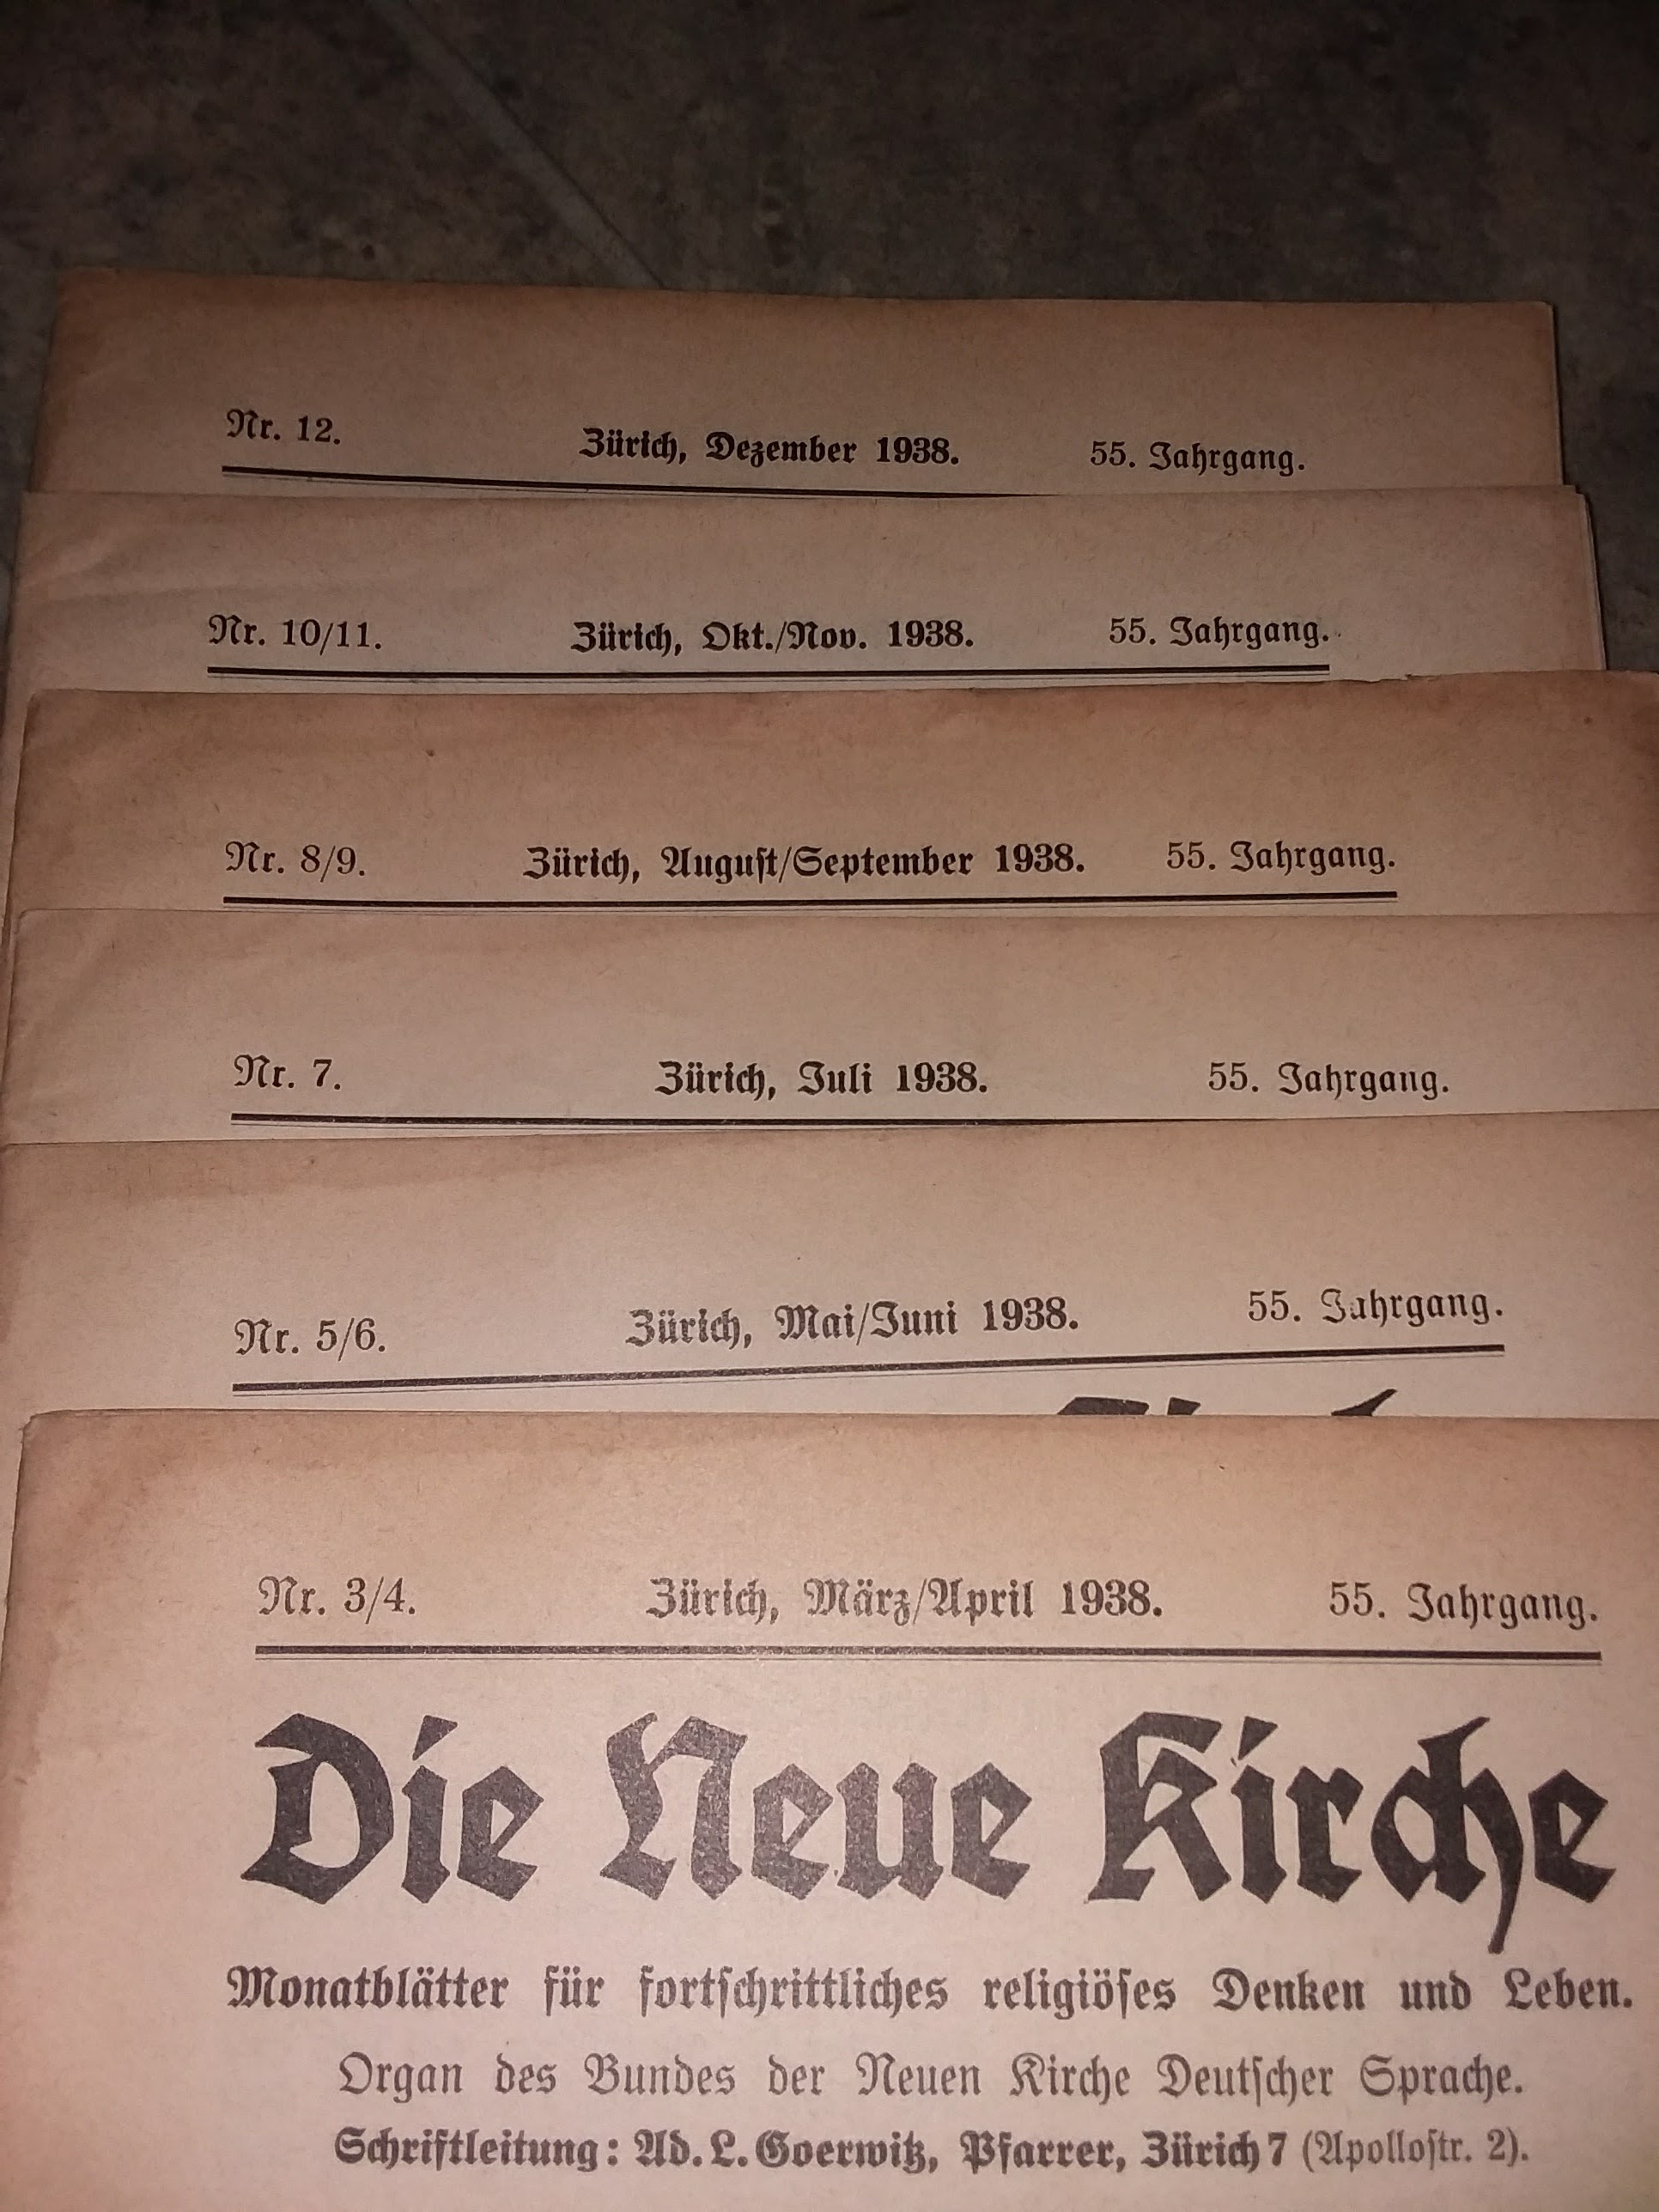 Nr. 12. Zürich, Dezember 1938. 55. Jahrgang.
Nr. 10/11. Zürich, Okt./Nov. 1938. 55. Jahrgang.
Nr. 8/9. Zürich, Auguſt/September 1938. 55. Jahrgang.
Nr. 7. Zürich, Juli 1938. 55. Jahrgang.
Nr. 5/6. Zürich, Mai/Juni 1938. 55. Jahrgang.
Nr. 3/4. Zürich, März/April 1938. 55. Jahrgang.
Die Neue Kirche
Monatblätter für fortſchrittliches religiöſes Denken und Leben.
Organ des Bundes der Neuen Kirche Deutſcher Sprache.
Schriftleitung: Ad. L. Goerwitz, Pfarrer, Zürich 7 (Apolloſtr. 2).